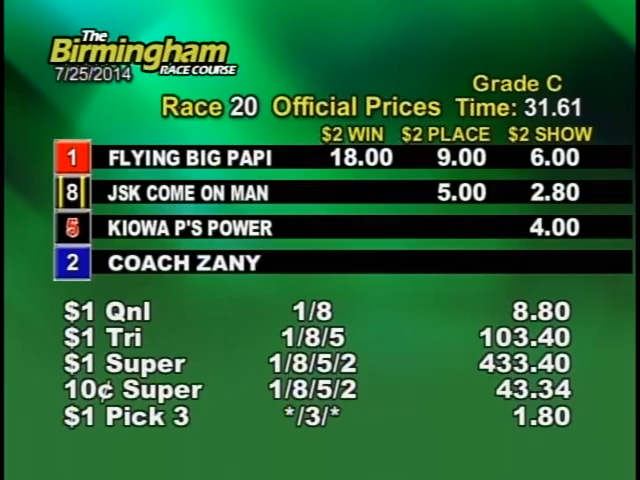 The
Birmingham
RACE COURSE
7/25/2014
Grade C
Race 20 Official Prices Time: 31.61
$2 WIN $2 PLACE $2 SHOW
1 FLYING BIG PAPI 18.00 9.00 6.00
8 JSK COME ON MAN 5.00 2.80
5 KIOWA P'S POWER 4.00
2 COACH ZANY
$1 Qnl 1/8 8.80
$1 Tri 1/8/5 103.40
$1 Super 1/8/5/2 433.40
10¢ Super 1/8/5/2 43.34
$1 Pick 3 */3/* 1.80